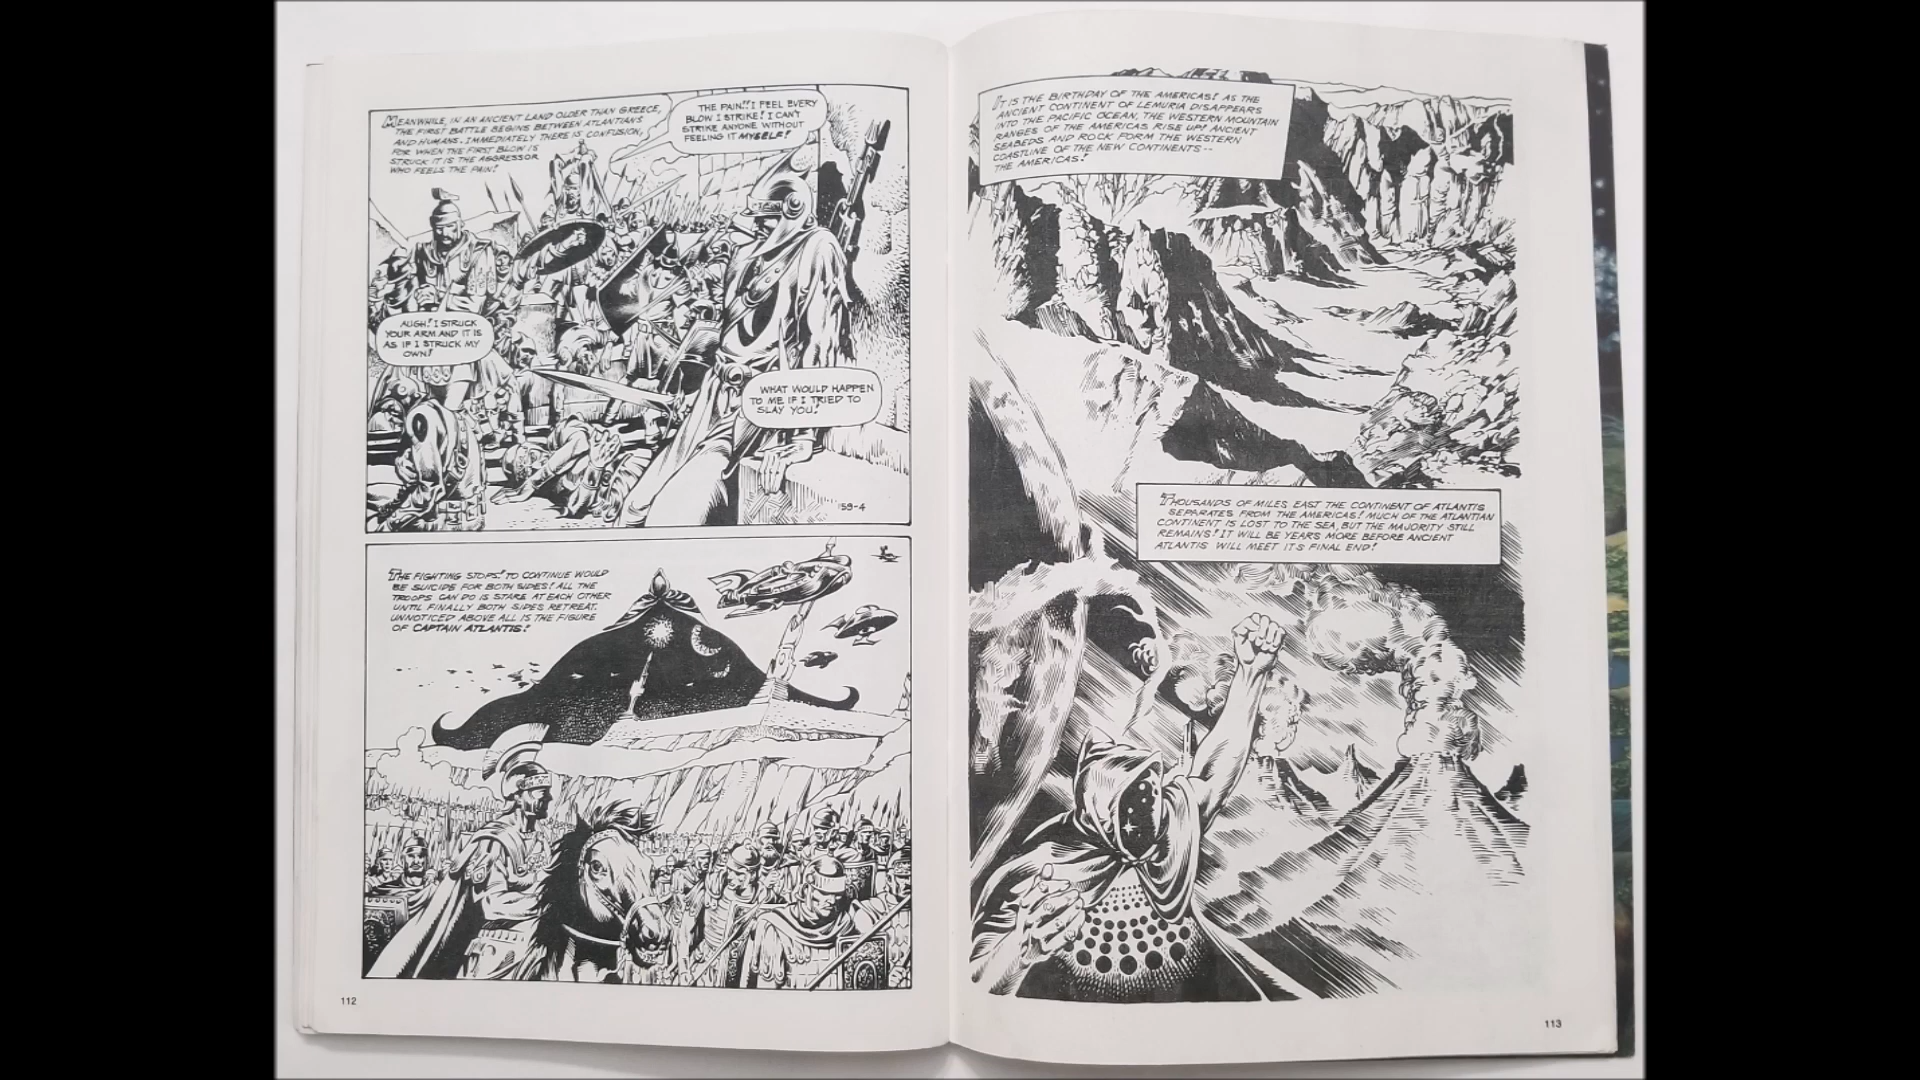 MEANWHILE, IN AN ANCIENT LAND OLDER THAN GREECE,
THE FIRST BATTLE BEGINS BETWEEN ATLANTIANS
AND HUMANS. IMMEDIATELY THERE IS CONFUSION,
FOR WHEN THE FIRST BLOW IS
STRUCK IT IS THE AGGRESSOR
WHO FEELS THE PAIN!
THE PAIN!! I FEEL EVERY
BLOW I STRIKE! I CAN'T
STRIKE ANYONE WITHOUT
FEELING IT MYSELF!
AUGH! I STRUCK
YOUR ARM AND IT IS
AS IF I STRUCK MY
OWN!
WHAT WOULD HAPPEN
TO ME IF I TRIED TO
SLAY YOU!
159-4
THE FIGHTING STOPS! TO CONTINUE WOULD
BE SUICIDE FOR BOTH SIDES! ALL THE
TROOPS CAN DO IS STARE AT EACH OTHER
UNTIL FINALLY BOTH SIDES RETREAT.
UNNOTICED ABOVE ALL IS THE FIGURE
OF CAPTAIN ATLANTIS!
112
IT IS THE BIRTHDAY OF THE AMERICAS! AS THE
ANCIENT CONTINENT OF LEMURIA DISAPPEARS
INTO THE PACIFIC OCEAN, THE WESTERN MOUNTAIN
RANGES OF THE AMERICAS RISE UP! ANCIENT
SEABEDS AND ROCK FORM THE WESTERN
COASTLINE OF THE NEW CONTINENTS--
THE AMERICAS!
THOUSANDS OF MILES EAST THE CONTINENT OF ATLANTIS
SEPARATES FROM THE AMERICAS! MUCH OF THE ATLANTIAN
CONTINENT IS LOST TO THE SEA, BUT THE MAJORITY STILL
REMAINS! IT WILL BE YEARS MORE BEFORE ANCIENT
ATLANTIS WILL MEET ITS FINAL END!
113